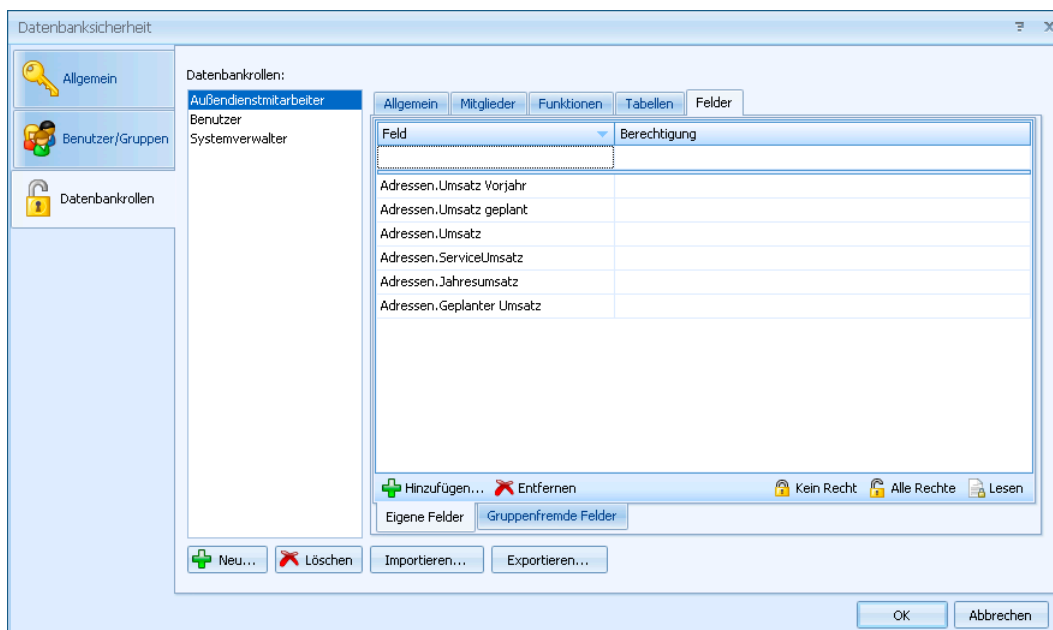 Datenbanksicherheit
Allgemein
Benutzer/Gruppen
Datenbankrollen
Datenbankrollen:
Außendienstmitarbeiter
Benutzer
Systemverwalter
Allgemein Mitglieder Funktionen Tabellen Felder
Feld Berechtigung
Adressen.Umsatz Vorjahr
Adressen.Umsatz geplant
Adressen.Umsatz
Adressen.ServiceUmsatz
Adressen.Jahresumsatz
Adressen.Geplanter Umsatz
Hinzufügen... Entfernen Kein Recht Alle Rechte Lesen
Eigene Felder Gruppenfremde Felder
Neu... Löschen Importieren... Exportieren...
OK Abbrechen